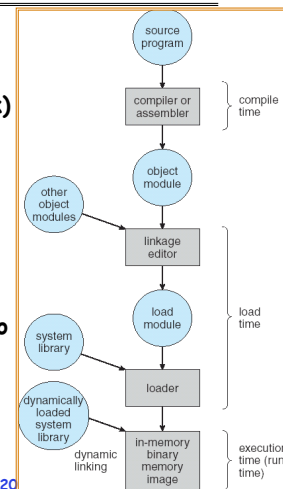 source
program
compiler or
assembler
compile
time
object
module
other
object
modules
linkage
editor
load
module
load
time
system
library
loader
dynamically
loaded
system
library
dynamic
linking
in-memory
binary
memory
image
execution
time (run
time)
20